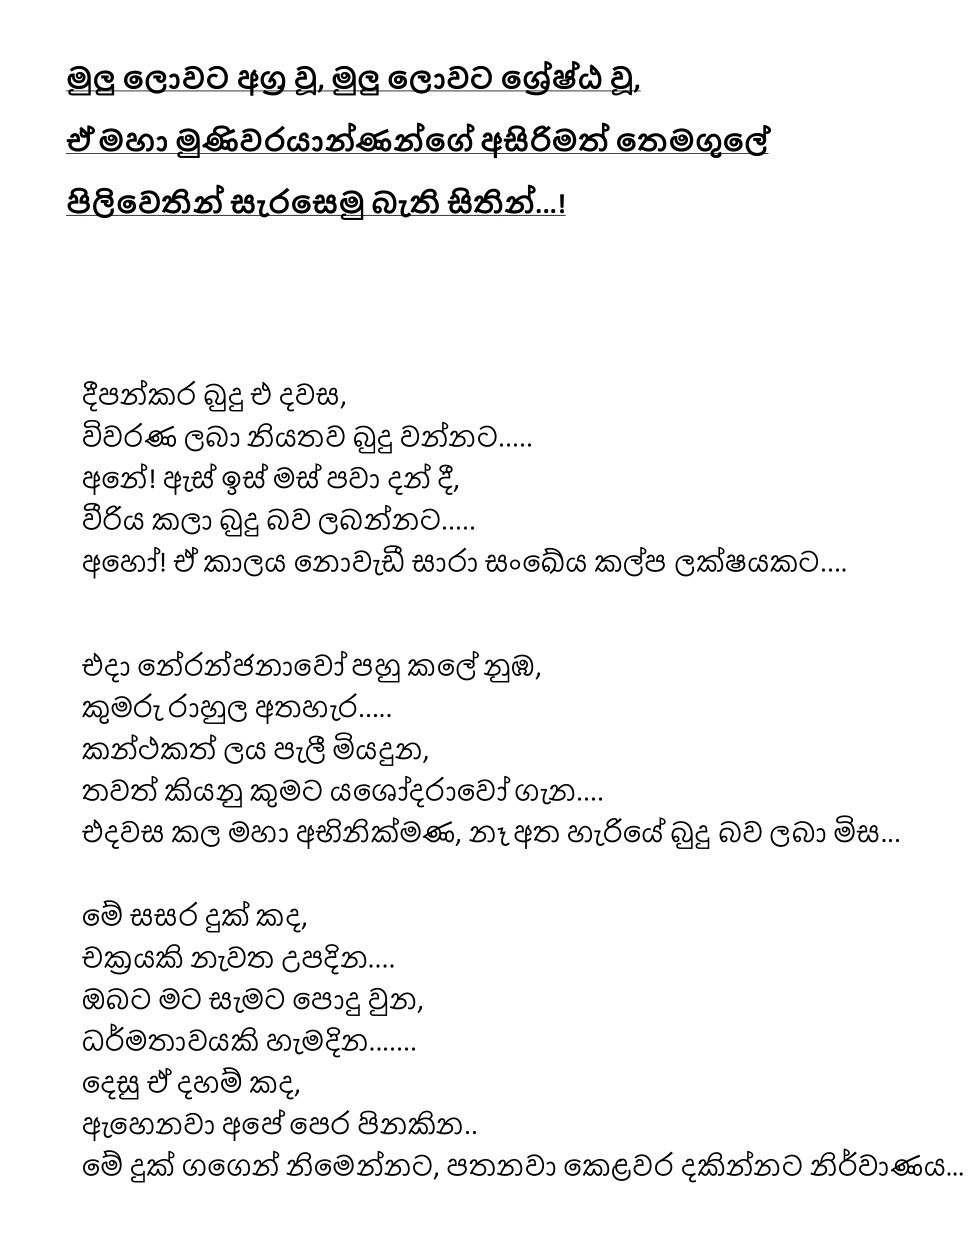 මුලු ලොවට අග්‍ර වූ, මුලු ලොවට ශ්‍රේෂ්ඨ වූ,
ඒ මහා මුණිවරයාන්ණන්ගේ අසිරිමත් තෙමගුලේ
පිලිවෙතින් සැරසෙමු බැති සිතින්...!
දීපන්කර බුදු එ දවස,
විවරණ ලබා නියතව බුදු වන්නට.....
අනේ! ඇස් ඉස් මස් පවා දන් දී,
වීරිය කලා බුදු බව ලබන්නට.....
අහෝ! ඒ කාලය නොවැඩී සාරා සංඛේය කල්ප ලක්ෂයකට....
එදා නේරන්ජනාවෝ පහු කලේ නුඹ,
කුමරු රාහුල අතහැර.....
කන්ථකත් ලය පැලී මියදුන,
තවත් කියනු කුමට යශෝදරාවෝ ගැන....
එදවස කල මහා අභිනික්මණ, නෑ අත හැරියේ බුදු බව ලබා මිස...
මේ සසර දුක් කද,
චක්‍රයකි නැවත උපදින....
ඔබට මට සැමට පොදු වුන,
ධර්මතාවයකි හැමදින.......
දෙසු ඒ දහම් කද,
ඇහෙනවා අපේ පෙර පිනකින..
මේ දුක් ගගෙන් නිමෙන්නට, පතනවා කෙළවර දකින්නට නිර්වාණය...